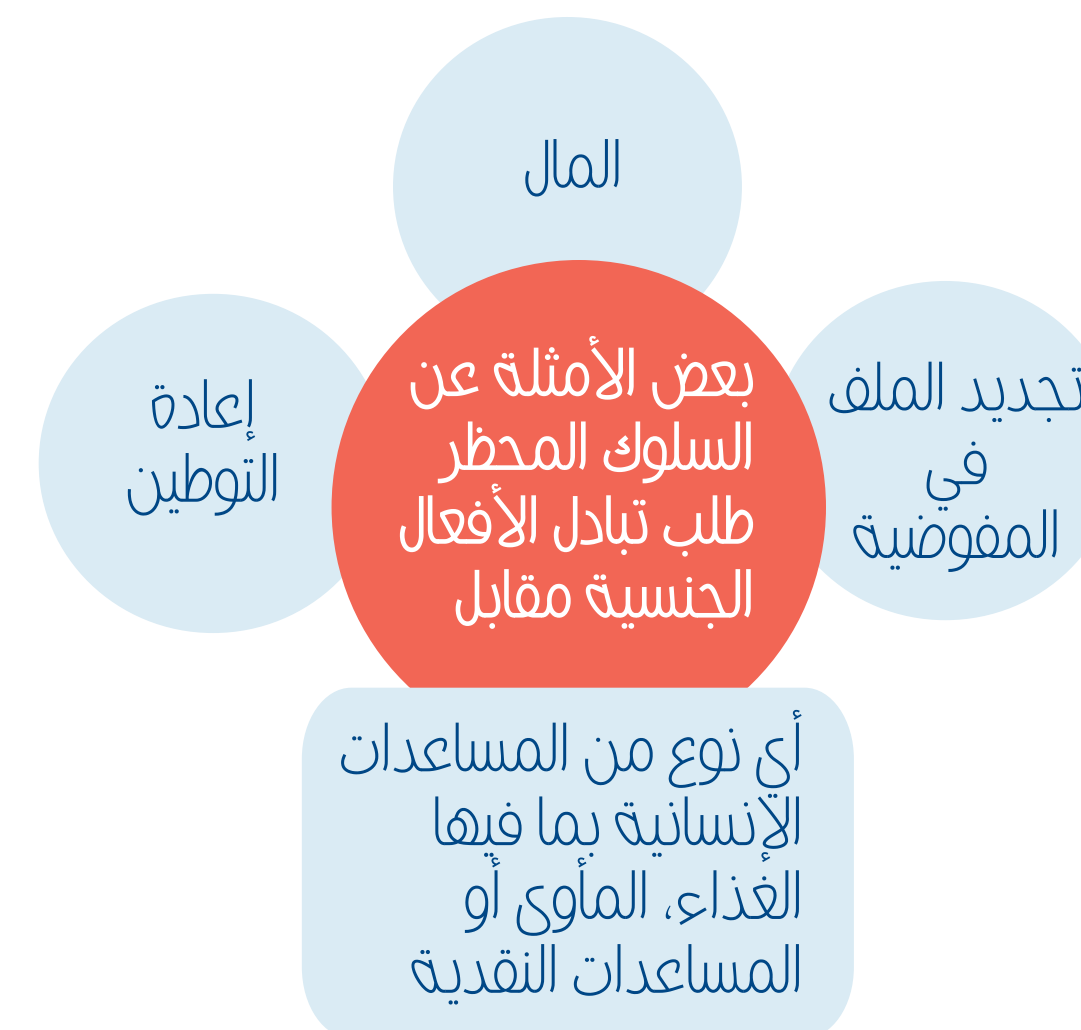 المال
بعض الأمثلة عن
السلوك المحظر
طلب تبادل الأفعال
الجنسية مقابل
تجديد الملف
في
المفوضية
إعادة
التوطين
أي نوع من المساعدات
الإنسانية بما فيها
الغذاء، المأوى أو
المساعدات النقدية